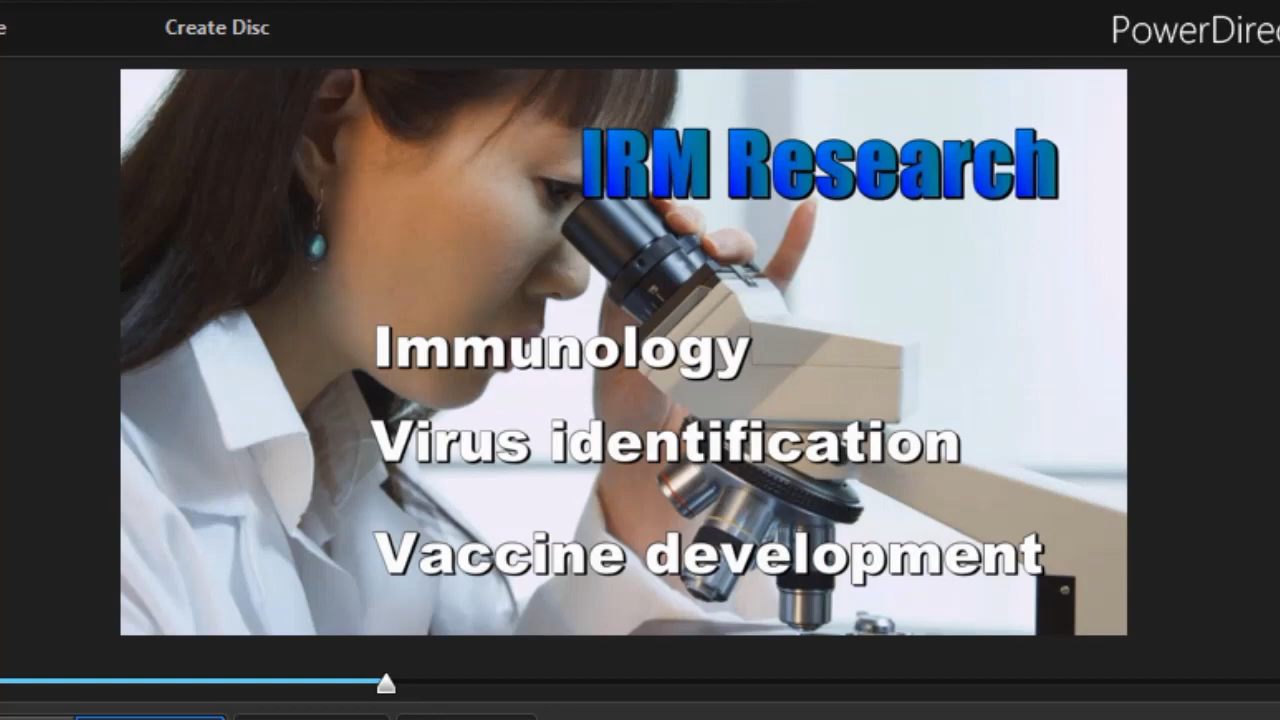 e
Create Disc
PowerDirec
IRM Research
Immunology
Virus identification
Vaccine development